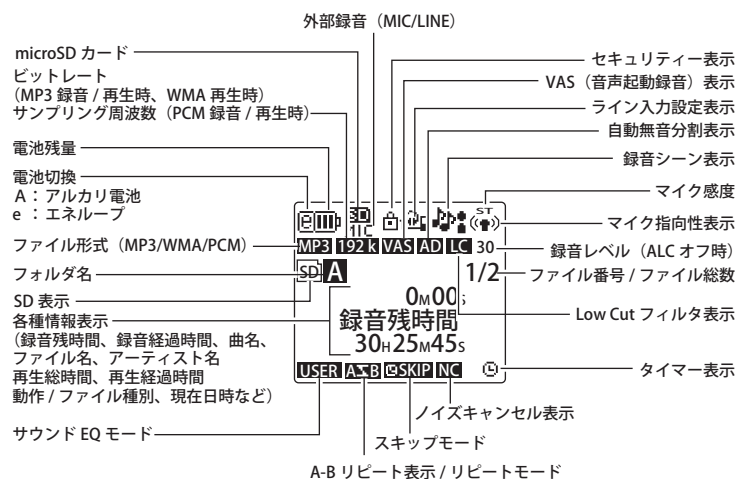 外部録音（MIC/LINE）
microSD カード
ビットレート
（MP3 録音 / 再生時、WMA 再生時）
サンプリング周波数（PCM 録音 / 再生時）
電池残量
電池切換
A ：アルカリ電池
e ：エネループ
ファイル形式（MP3/WMA/PCM）
フォルダ名
SD 表示
各種情報表示
（録音残時間、録音経過時間、曲名、
ファイル名、アーティスト名
再生総時間、再生経過時間
動作 / ファイル種別、現在日時など）
サウンド EQ モード
セキュリティー表示
VAS（音声起動録音）表示
ライン入力設定表示
自動無音分割表示
録音シーン表示
マイク感度
マイク指向性表示
録音レベル（ALC オフ時）
ファイル番号 / ファイル総数
Low Cut フィルタ表示
タイマー表示
ノイズキャンセル表示
スキップモード
A-B リピート表示 / リピートモード
e ST
MP3 192 k VAS AD LC 30
SD A 1/2
0M00s
録音残時間
30H25M45s
USER A B SKIP NC